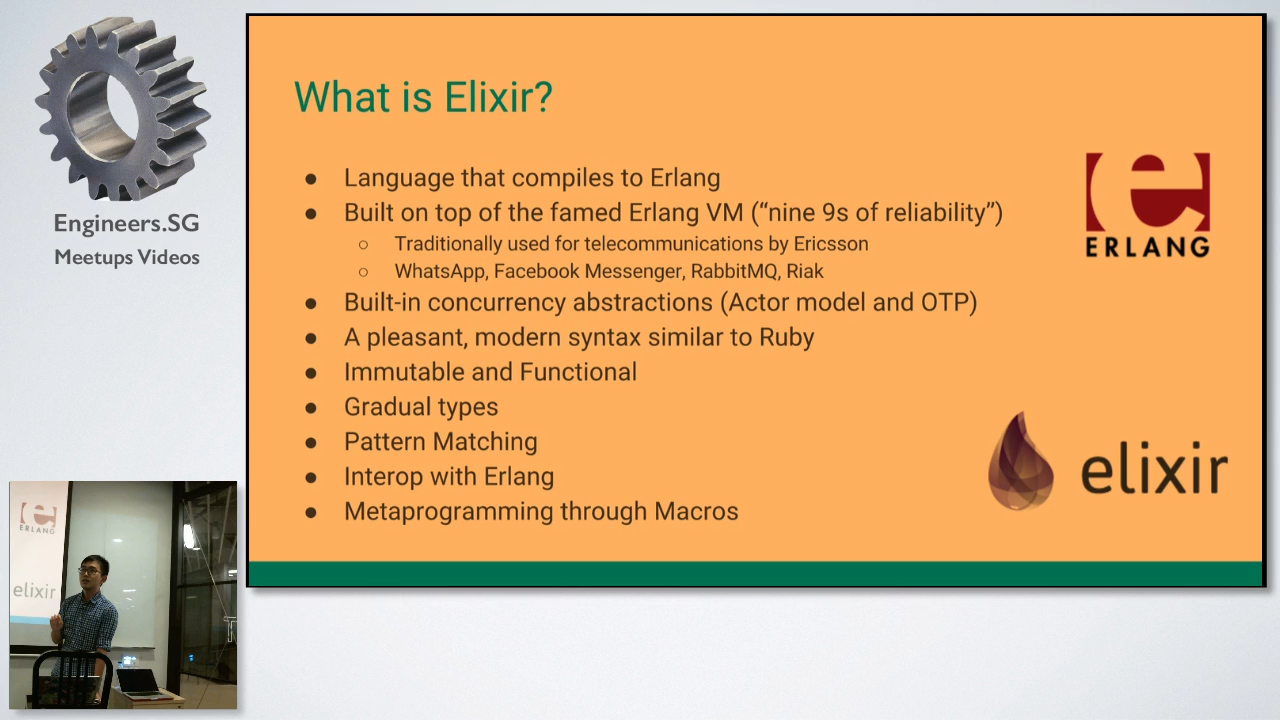 Engineers.SG
Meetups Videos
What is Elixir?
● Language that compiles to Erlang
● Built on top of the famed Erlang VM (“nine 9s of reliability”)
○ Traditionally used for telecommunications by Ericsson
○ WhatsApp, Facebook Messenger, RabbitMQ, Riak
● Built-in concurrency abstractions (Actor model and OTP)
● A pleasant, modern syntax similar to Ruby
● Immutable and Functional
● Gradual types
● Pattern Matching
● Interop with Erlang
● Metaprogramming through Macros
e
ERLANG
elixir
e
ERLANG
elixir